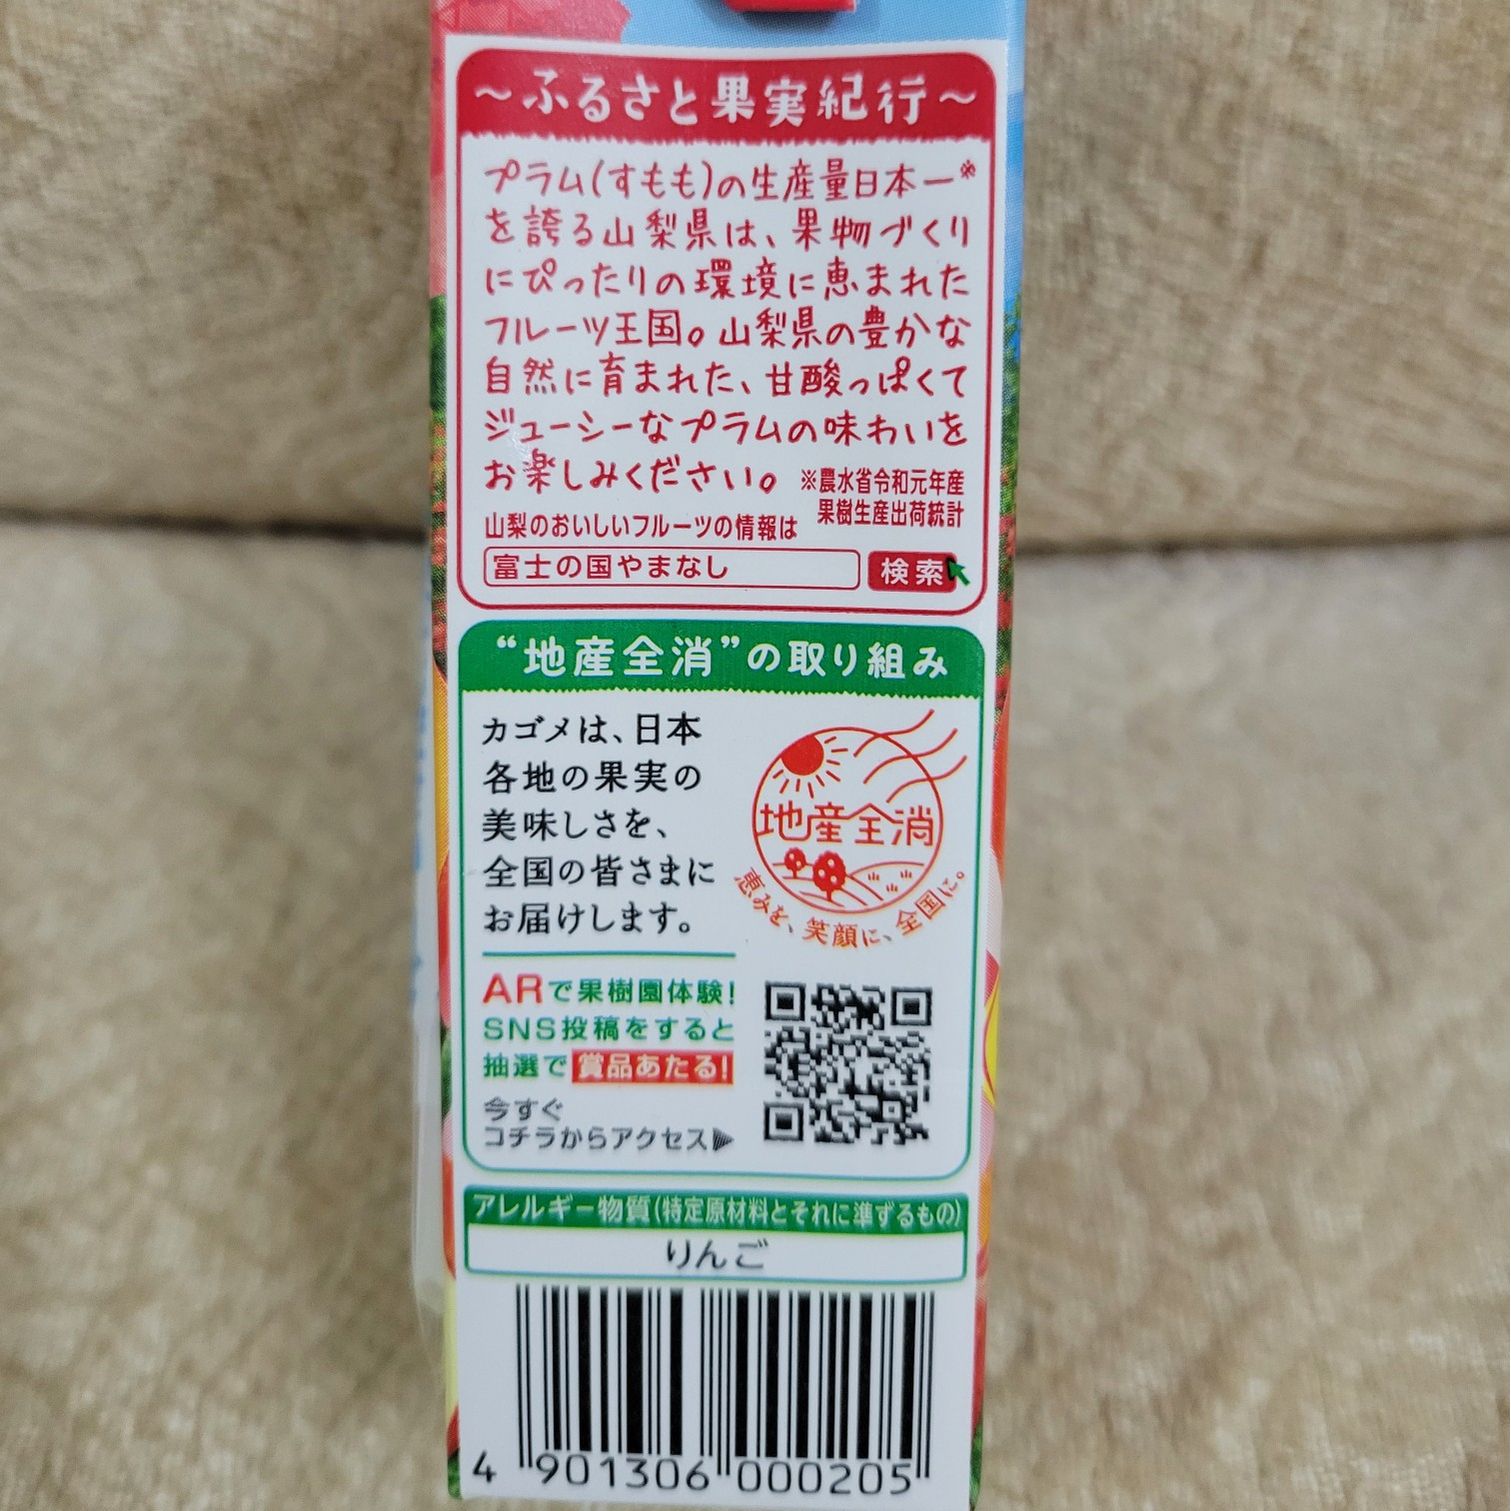 ～ふるさと果実紀行～
プラム(すもも)の生産量日本一※
を誇る山梨県は、果物づくり
にぴったりの環境に恵まれた
フルーツ王国。山梨県の豊かな
自然に育まれた、甘酸っぱくて
ジューシーなプラムの味わいを
お楽しみください。
※農水省令和元年産
果樹生産出荷統計
山梨のおいしいフルーツの情報は
富士の国やまなし 検索
“地産全消”の取り組み
カゴメは、日本
各地の果実の
美味しさを、
全国の皆さまに
お届けします。
地産全消
恵みを、笑顔に、全国に。
ARで果樹園体験!
SNS投稿をすると
抽選で賞品あたる!
今すぐ
コチラからアクセス▶
アレルギー物質(特定原材料とそれに準ずるもの)
りんご
4 901306 000205